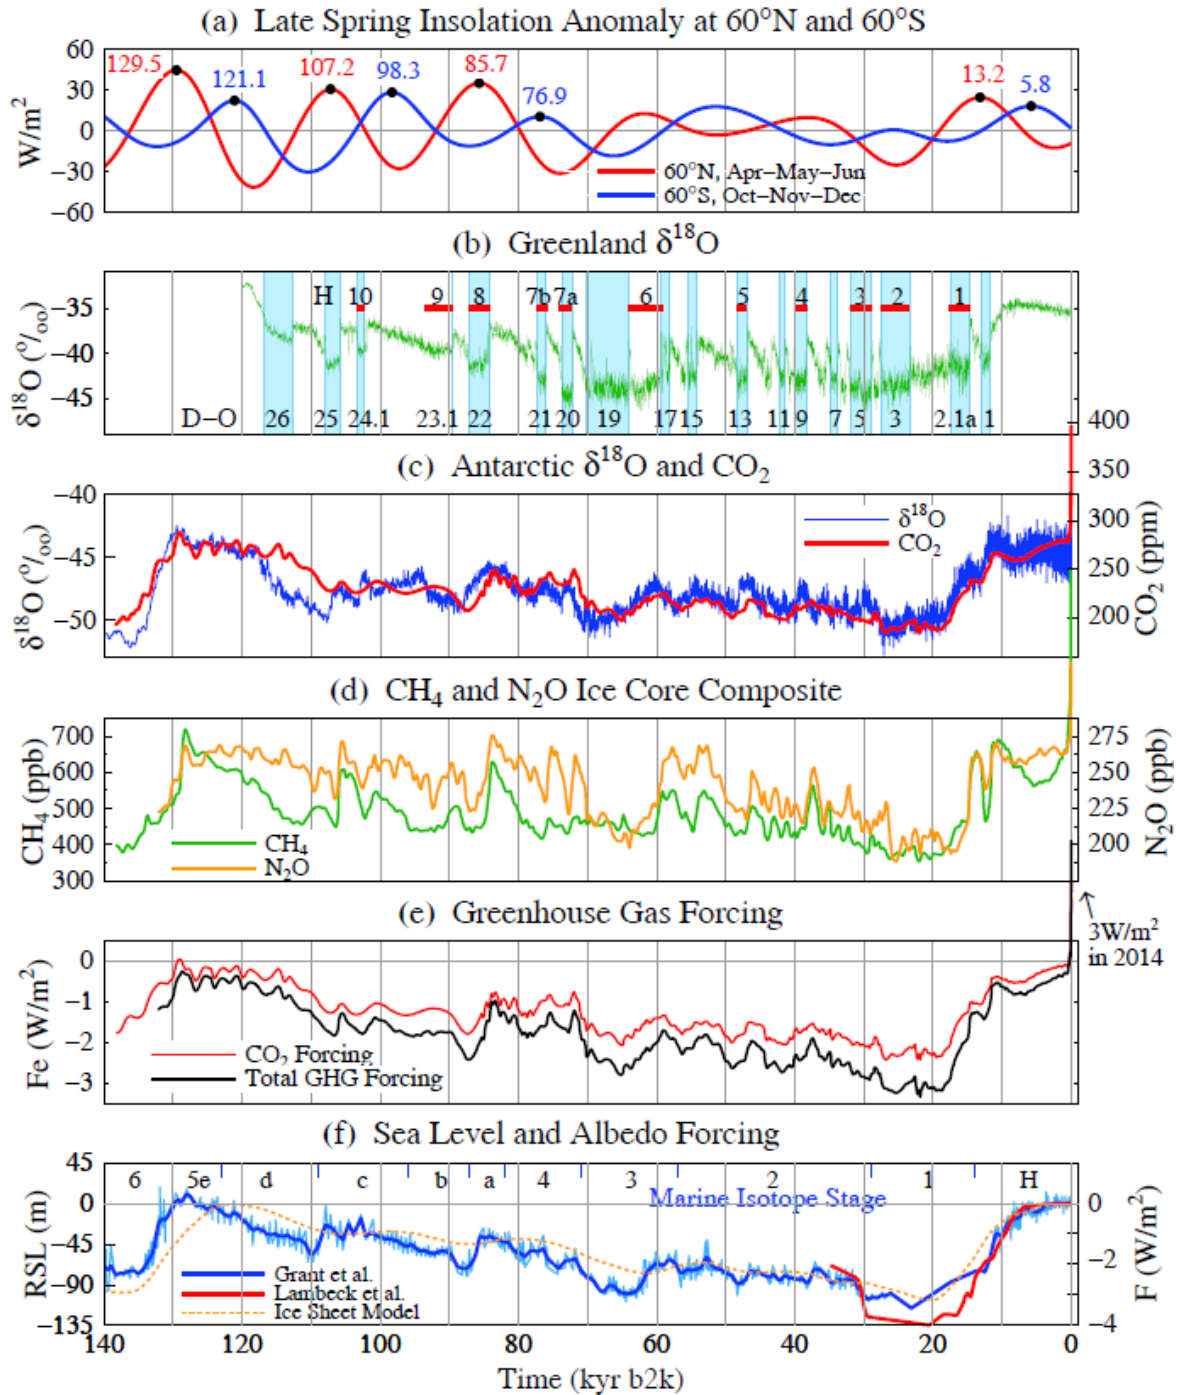 (a) Late Spring Insolation Anomaly at 60°N and 60°S
60
30
0
−30
−60
W/m²
129.5
121.1
107.2
98.3
85.7
76.9
13.2
5.8
60°N, Apr−May−Jun
60°S, Oct−Nov−Dec
(b) Greenland δ¹⁸O
−35
−40
−45
δ¹⁸O (°/ₒₒ)
H 10 9 8 7b 7a 6 5 4 3 2 1
D−O 26 25 24.1 23.1 22 21 20 19 17 15 13 11 9 7 5 3 2.1a 1
(c) Antarctic δ¹⁸O and CO₂
−40
−45
−50
δ¹⁸O (°/ₒₒ)
400
350
300
250
200
CO₂ (ppm)
δ¹⁸O
CO₂
(d) CH₄ and N₂O Ice Core Composite
700
600
500
400
300
CH₄ (ppb)
275
250
225
200
N₂O (ppb)
CH₄
N₂O
(e) Greenhouse Gas Forcing
0
−1
−2
−3
Fe (W/m²)
3W/m²
in 2014
CO₂ Forcing
Total GHG Forcing
(f) Sea Level and Albedo Forcing
45
0
−45
−90
−135
RSL (m)
6 5e d c b a 4 3 2 1 H
Marine Isotope Stage
0
−2
−4
F (W/m²)
Grant et al.
Lambeck et al.
Ice Sheet Model
140 120 100 80 60 40 20 0
Time (kyr b2k)